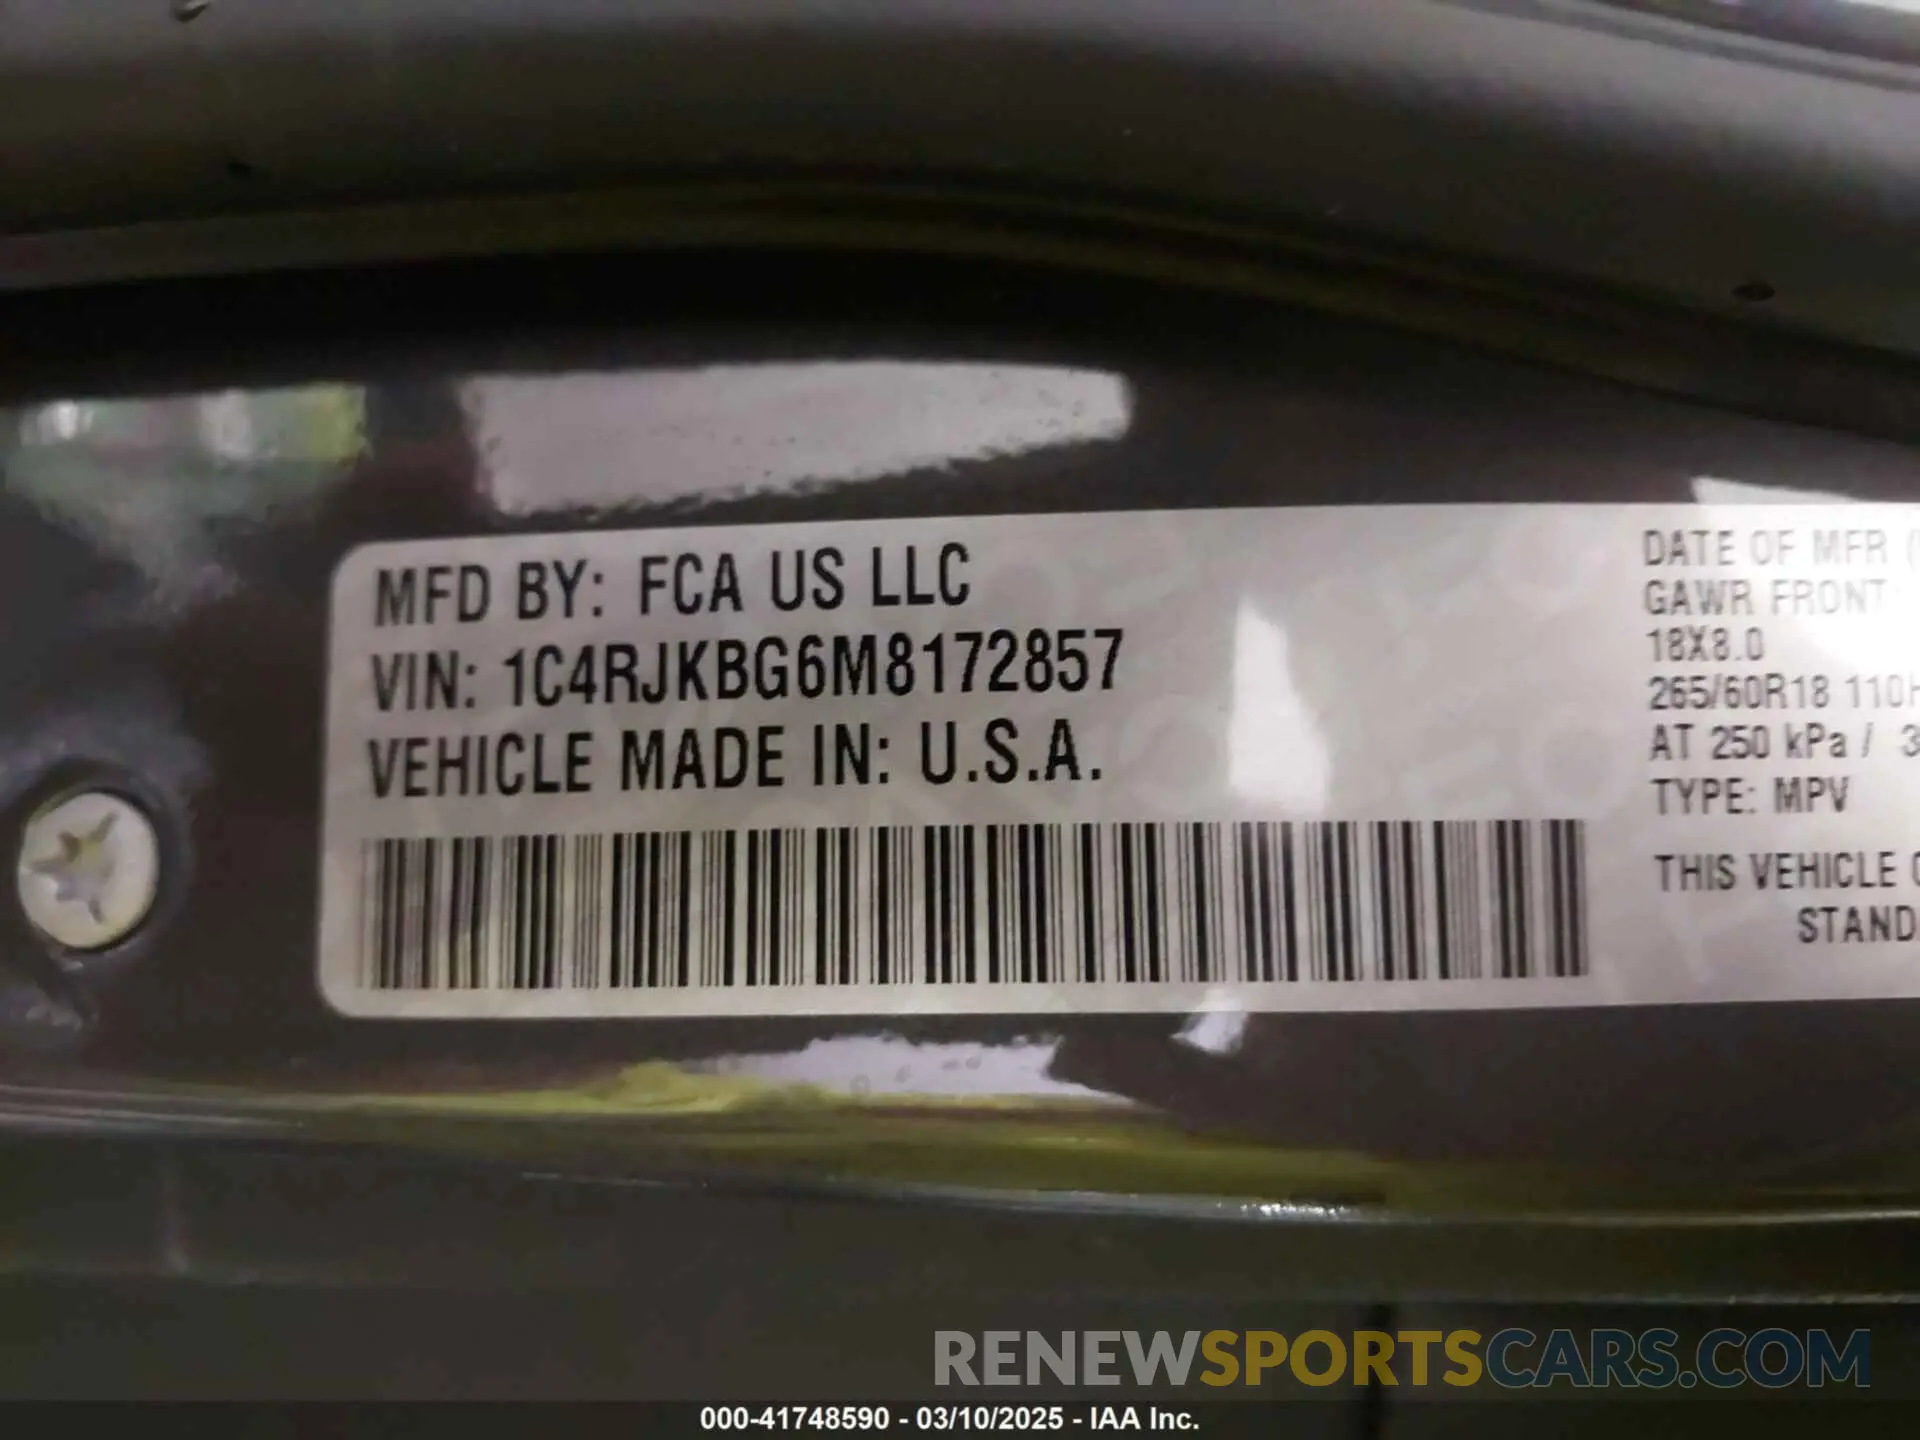 MFD BY: FCA US LLC
VIN: 1C4RJKBG6M8172857
VEHICLE MADE IN: U.S.A.
DATE OF MFR (
GAWR FRONT:
18X8.0
265/60R18 110H
AT 250 kPa / 3
TYPE: MPV
THIS VEHICLE
STAND
RENEWSPORTSCARS.COM
000-41748590 - 03/10/2025 - IAA Inc.